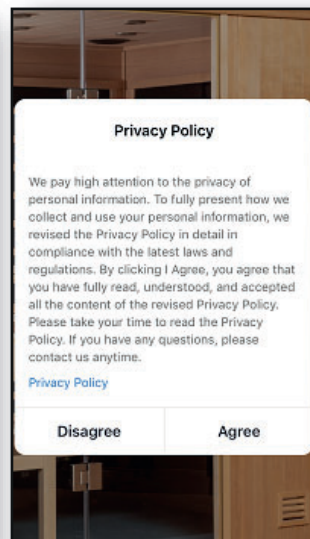 Privacy Policy
We pay high attention to the privacy of
personal information. To fully present how we
collect and use your personal information, we
revised the Privacy Policy in detail in
compliance with the latest laws and
regulations. By clicking I Agree, you agree that
you have fully read, understood, and accepted
all the content of the revised Privacy Policy.
Please take your time to read the Privacy
Policy. If you have any questions, please
contact us anytime.
Privacy Policy
Disagree
Agree